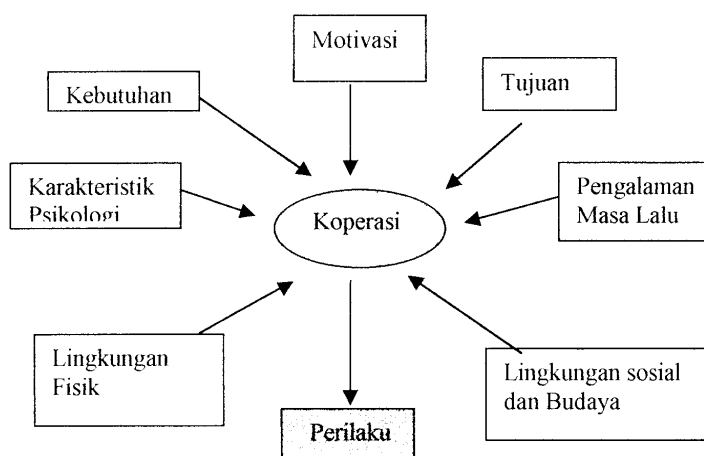 Motivasi
Kebutuhan
Tujuan
Karakteristik
Psikologi
Koperasi
Pengalaman
Masa Lalu
Lingkungan
Fisik
Lingkungan sosial
dan Budaya
Perilaku